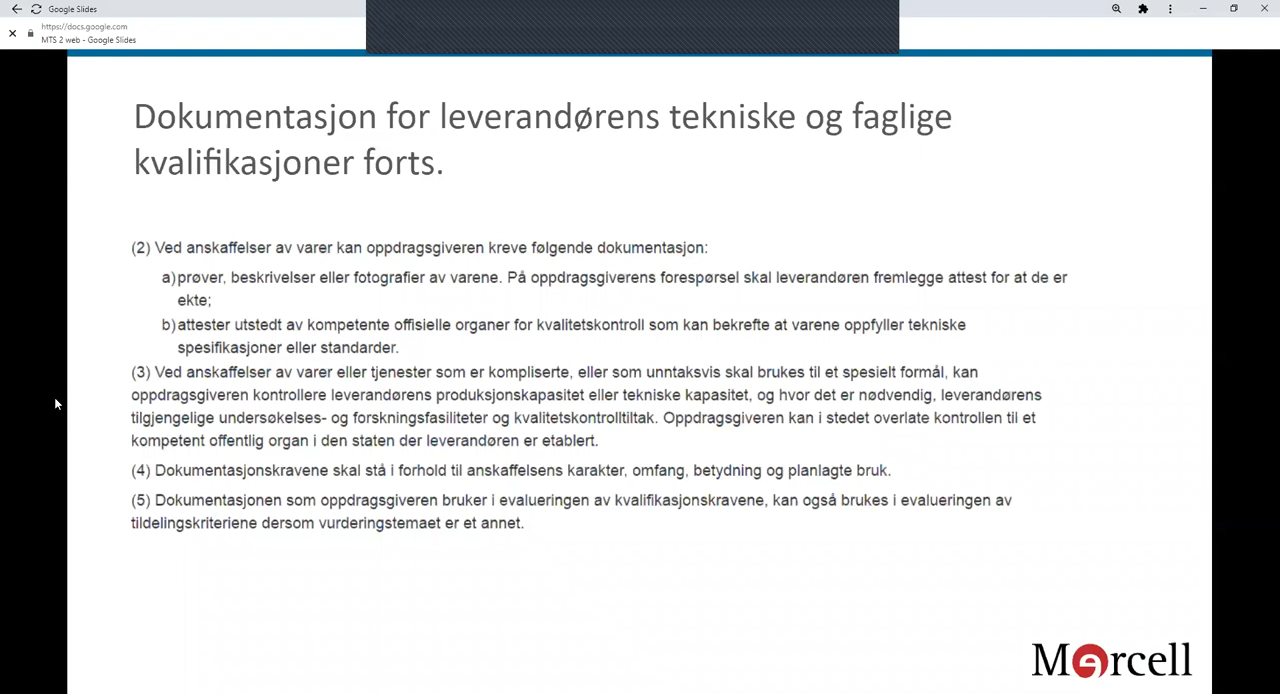 Google Slides
https://docs.google.com
MTS 2 web - Google Slides
Dokumentasjon for leverandørens tekniske og faglige
kvalifikasjoner forts.
(2) Ved anskaffelser av varer kan oppdragsgiveren kreve følgende dokumentasjon:
a) prøver, beskrivelser eller fotografier av varene. På oppdragsgiverens forespørsel skal leverandøren fremlegge attest for at de er
ekte;
b) attester utstedt av kompetente offisielle organer for kvalitetskontroll som kan bekrefte at varene oppfyller tekniske
spesifikasjoner eller standarder.
(3) Ved anskaffelser av varer eller tjenester som er kompliserte, eller som unntaksvis skal brukes til et spesielt formål, kan
oppdragsgiveren kontrollere leverandørens produksjonskapasitet eller tekniske kapasitet, og hvor det er nødvendig, leverandørens
tilgjengelige undersøkelses- og forskningsfasiliteter og kvalitetskontrolltiltak. Oppdragsgiveren kan i stedet overlate kontrollen til et
kompetent offentlig organ i den staten der leverandøren er etablert.
(4) Dokumentasjonskravene skal stå i forhold til anskaffelsens karakter, omfang, betydning og planlagte bruk.
(5) Dokumentasjonen som oppdragsgiveren bruker i evalueringen av kvalifikasjonskravene, kan også brukes i evalueringen av
tildelingskriteriene dersom vurderingstemaet er et annet.
Mercell